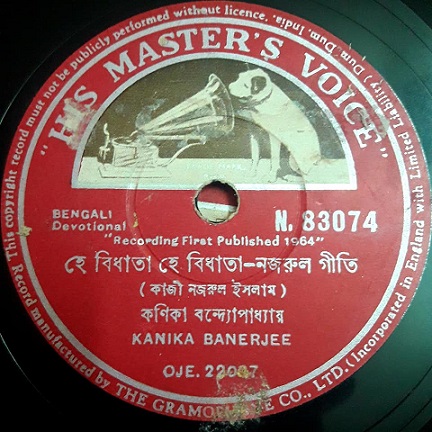 "HIS MASTER'S VOICE"
BENGALI
Devotional
N. 83074
"Recording First Published 1964"
হে বিধাতা হে বিধাতা-নজরুল গীতি
(কাজী নজরুল ইসলাম)
কণিকা বন্দ্যোপাধ্যায়
KANIKA BANERJEE
OJE.
This copyright record must not be publicly performed without licence.
Record manufactured by THE GRAMOPHONE CO., LTD. (Incorporated in England with Limited Liability) Dum Dum, India.